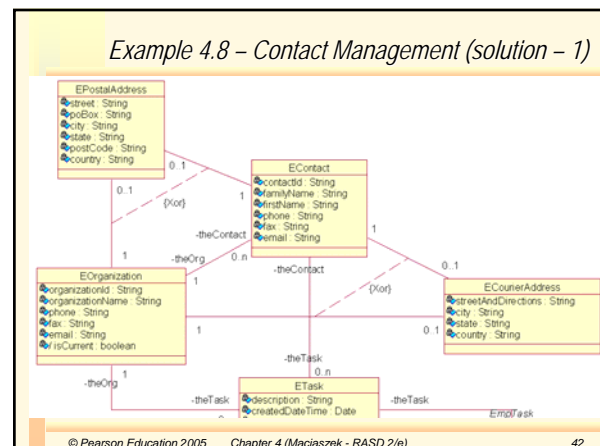 Example 4.8 – Contact Management (solution – 1)
EPostalAddress
street : String
poBox : String
city : String
state : String
postCode : String
country : String
0..1
0..1
{Xor}
1
EContact
contactId : String
familyName : String
firstName : String
phone : String
fax : String
email : String
1
-theContact
-theOrg
0..n
1
1
-theContact
{Xor}
0..1
EOrganization
organizationId : String
organizationName : String
phone : String
fax : String
email : String
isCurrent : boolean
1
0..1
ECourierAddress
streetAndDirections : String
city : String
state : String
country : String
1
-theOrg
-theTask
0..n
-theTask
ETask
description : String
createdDateTime : Date
-theTask
EmpTask
© Pearson Education 2005 Chapter 4 (Maciaszek - RASD 2/e) 42